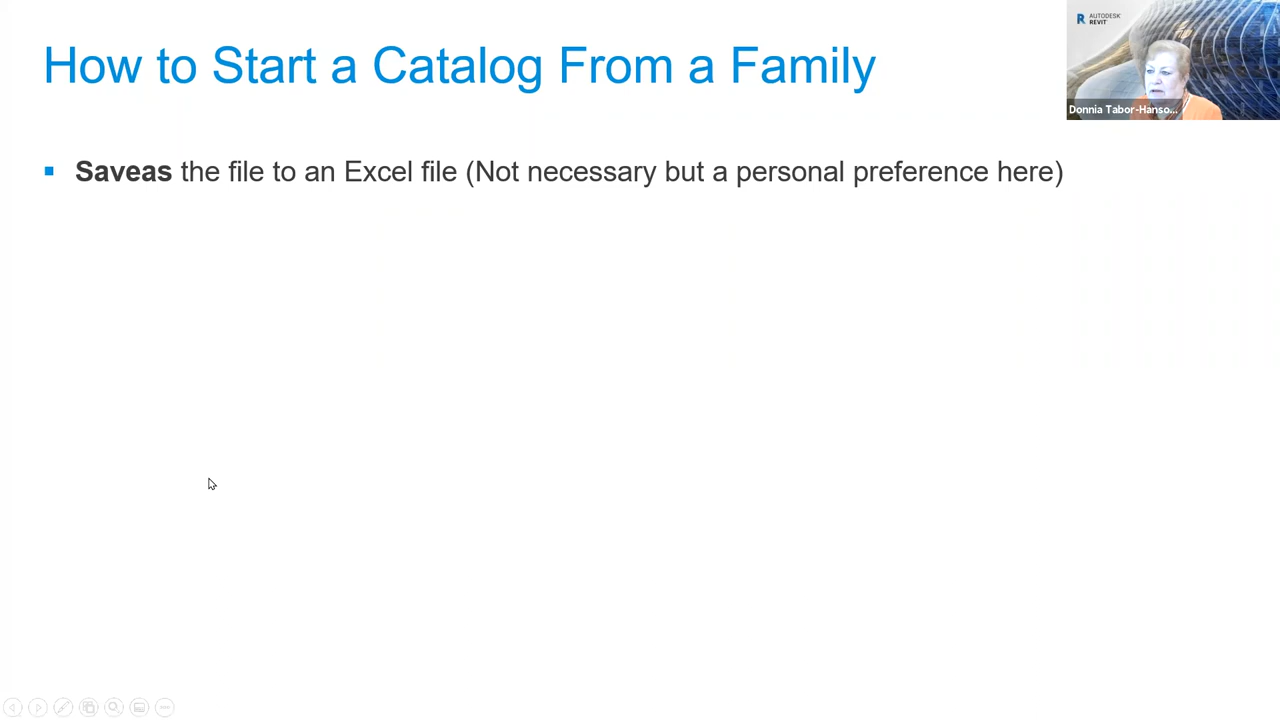 How to Start a Catalog From a Family
AUTODESK
REVIT
Donnia Tabor-Hanso...
▪ Saveas the file to an Excel file (Not necessary but a personal preference here)